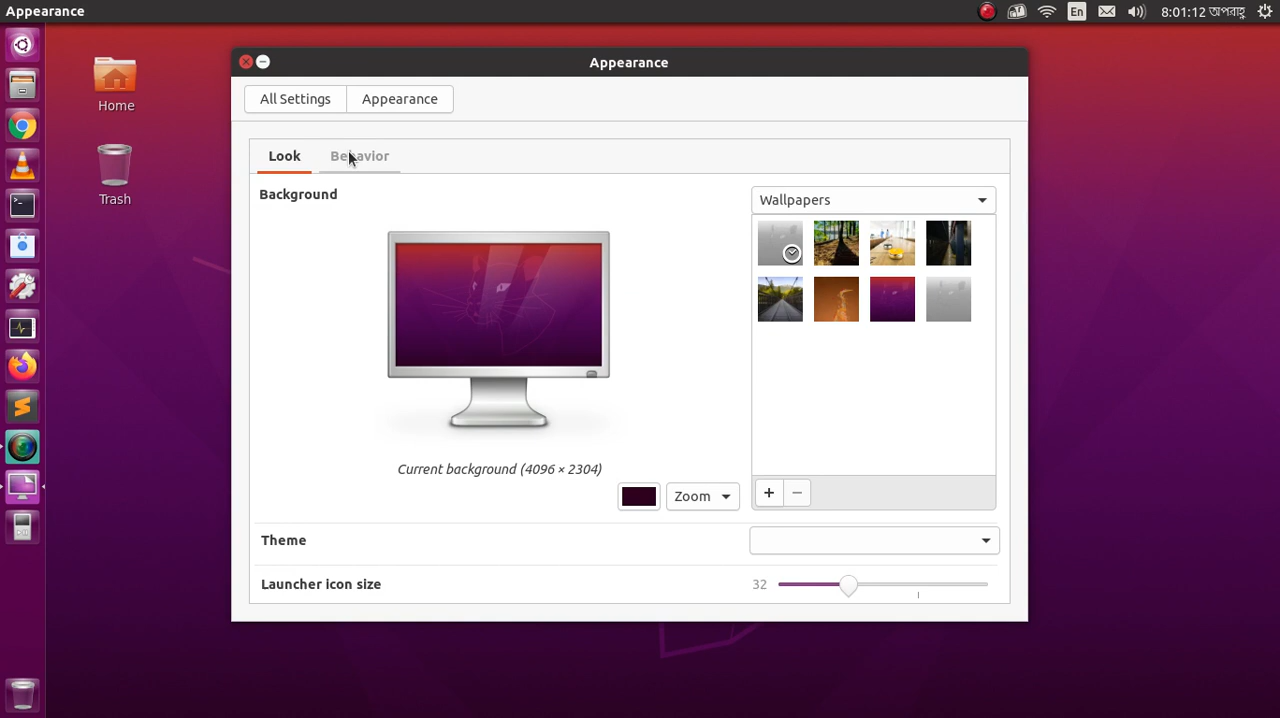 Appearance
En
8:01:12 অপরাহ্ণ
Appearance
All Settings
Appearance
Home
Trash
Look
Behavior
Background
Wallpapers
Current background (4096 × 2304)
Zoom
Theme
Launcher icon size
32